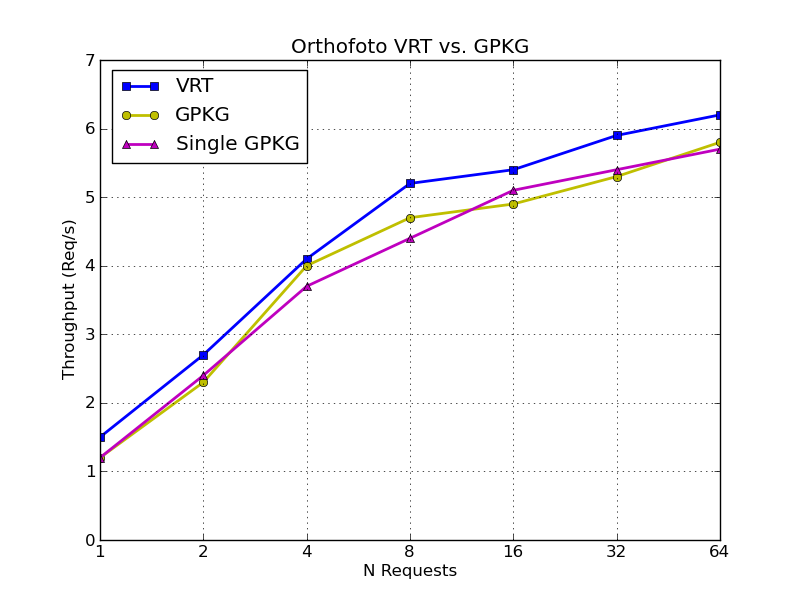 Orthofoto VRT vs. GPKG
7
VRT
GPKG
Single GPKG
6
5
4
3
2
1
0
Throughput (Req/s)
1 2 4 8 16 32 64
N Requests